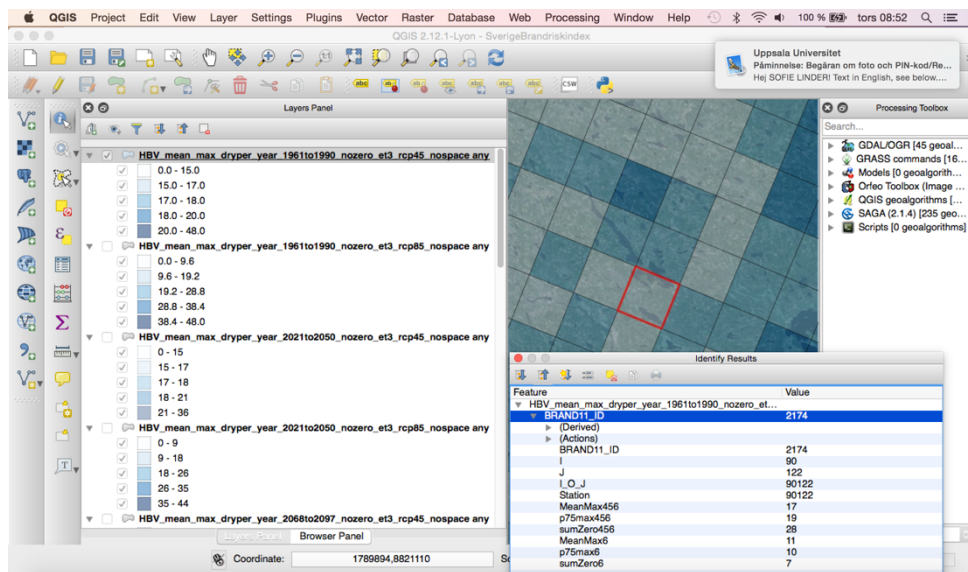 QGIS Project Edit View Layer Settings Plugins Vector Raster Database Web Processing Window Help 100 % tors 08:52
QGIS 2.12.1-Lyon - SverigeBrandriskindex
Uppsala Universitet
Påminnelse: Begäran om foto och PIN-kod/Re...
Hej SOFIE LINDER! Text in English, see below....
abc abc abc abc abc abc CSW
Layers Panel
HBV_mean_max_dryper_year_1961to1990_nozero_et3_rcp45_nospace any
0.0 - 15.0
15.0 - 17.0
17.0 - 18.0
18.0 - 20.0
20.0 - 48.0
HBV_mean_max_dryper_year_1961to1990_nozero_et3_rcp85_nospace any
0.0 - 9.6
9.6 - 19.2
19.2 - 28.8
28.8 - 38.4
38.4 - 48.0
HBV_mean_max_dryper_year_2021to2050_nozero_et3_rcp45_nospace any
0 - 15
15 - 17
17 - 18
18 - 21
21 - 36
HBV_mean_max_dryper_year_2021to2050_nozero_et3_rcp85_nospace any
0 - 9
9 - 18
18 - 26
26 - 35
35 - 44
HBV_mean_max_dryper_year_2068to2097_nozero_et3_rcp45_nospace any
Layers Panel Browser Panel
Coordinate: 1789894,8821110
Processing Toolbox
Search...
GDAL/OGR [45 geoal...
GRASS commands [16...
Models [0 geoalgorith...
Orfeo Toolbox (Image ...
QGIS geoalgorithms [...
SAGA (2.1.4) [235 geo...
Scripts [0 geoalgorithms]
Identify Results
Feature Value
HBV_mean_max_dryper_year_1961to1990_nozero_et...
BRAND11_ID 2174
(Derived)
(Actions)
BRAND11_ID 2174
I 90
J 122
I_O_J 90122
Station 90122
MeanMax456 17
p75max456 19
sumZero456 28
MeanMax6 11
p75max6 10
sumZero6 7